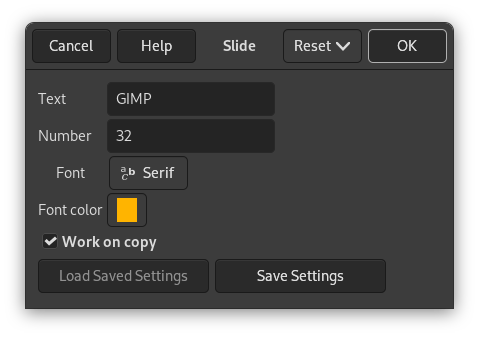 Cancel Help Slide Reset OK
Text GIMP
Number 32
Font abc Serif
Font color
Work on copy
Load Saved Settings Save Settings